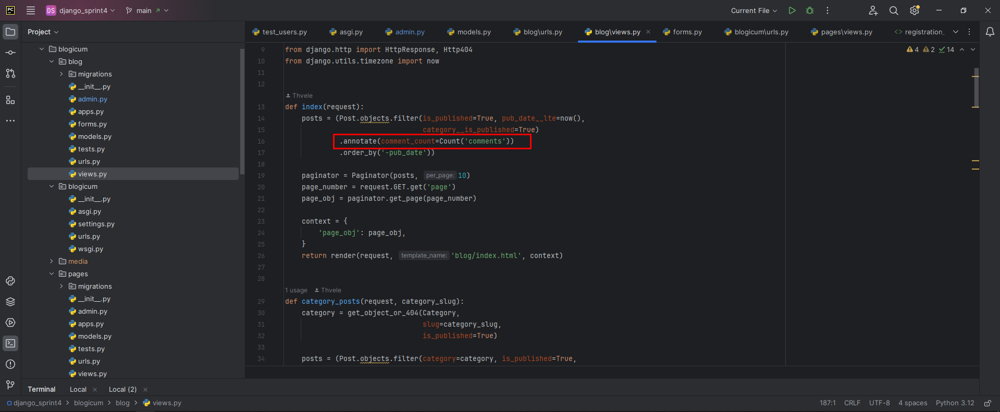 PC
DS django_sprint4 main Current File
Project
test_users.py asgi.py admin.py models.py blog\urls.py blog\views.py forms.py blogicum\urls.py pages\views.py registration_
blogicum
blog
migrations
__init__.py
admin.py
apps.py
forms.py
models.py
tests.py
urls.py
views.py
blogicum
__init__.py
asgi.py
settings.py
urls.py
wsgi.py
media
pages
migrations
__init__.py
admin.py
apps.py
models.py
tests.py
urls.py
views.py
4 2 14
9 from django.http import HttpResponse, Http404
10 from django.utils.timezone import now
11
12
Thvele
13 def index(request):
14 posts = (Post.objects.filter(is_published=True, pub_date__lte=now(),
15 category__is_published=True)
16 .annotate(comment_count=Count('comments'))
17 .order_by('-pub_date'))
18
19 paginator = Paginator(posts, per_page: 10)
20 page_number = request.GET.get('page')
21 page_obj = paginator.get_page(page_number)
22
23 context = {
24 'page_obj': page_obj,
25 }
26 return render(request, template_name: 'blog/index.html', context)
27
28
1 usage Thvele
29 def category_posts(request, category_slug):
30 category = get_object_or_404(Category,
31 slug=category_slug,
32 is_published=True)
33
34 posts = (Post.objects.filter(category=category, is_published=True,
Terminal Local Local (2)
django_sprint4 blogicum blog views.py 187:1 CRLF UTF-8 4 spaces Python 3.12